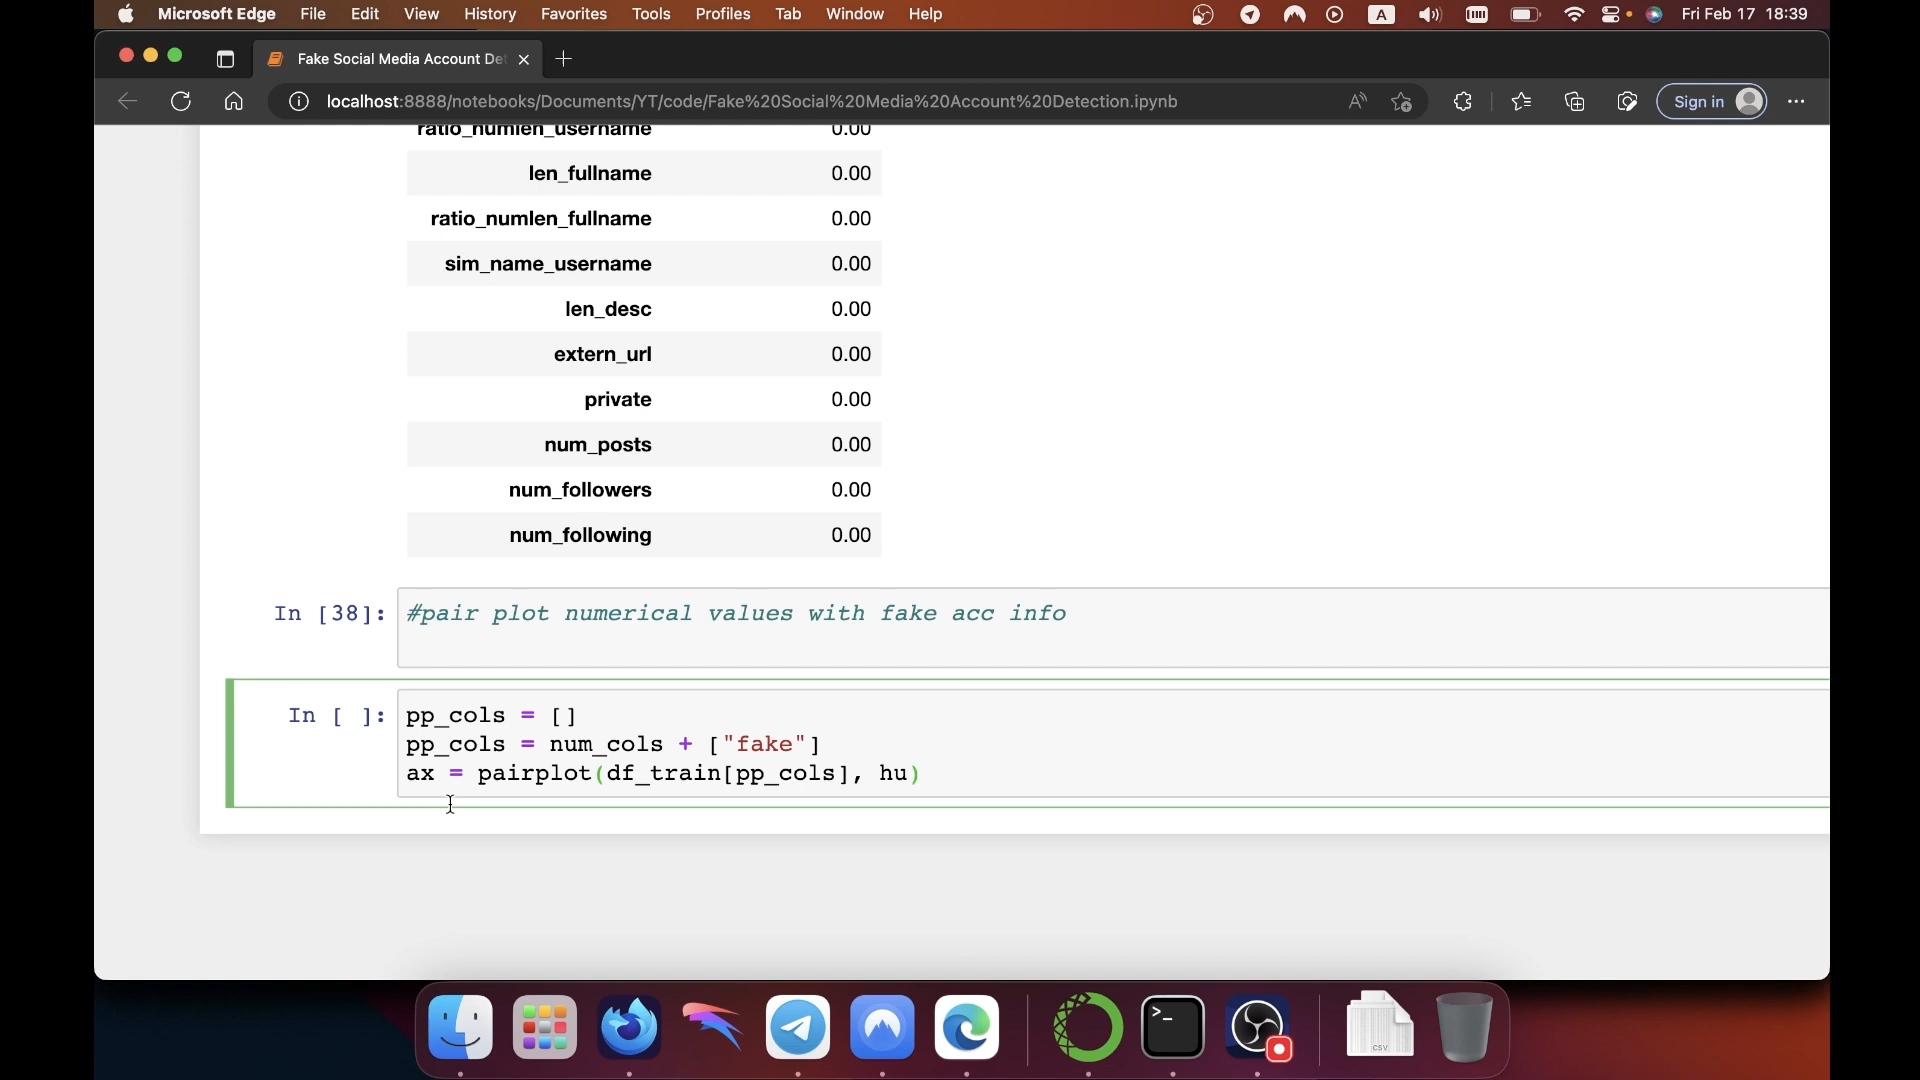 Microsoft Edge File Edit View History Favorites Tools Profiles Tab Window Help A Fri Feb 17 18:39
Fake Social Media Account Det
localhost:8888/notebooks/Documents/YT/code/Fake%20Social%20Media%20Account%20Detection.ipynb Sign in
ratio_numlen_username 0.00
len_fullname 0.00
ratio_numlen_fullname 0.00
sim_name_username 0.00
len_desc 0.00
extern_url 0.00
private 0.00
num_posts 0.00
num_followers 0.00
num_following 0.00
In [38]: #pair plot numerical values with fake acc info
In [ ]: pp_cols = []
pp_cols = num_cols + ["fake"]
ax = pairplot(df_train[pp_cols], hu)
>_
CSV